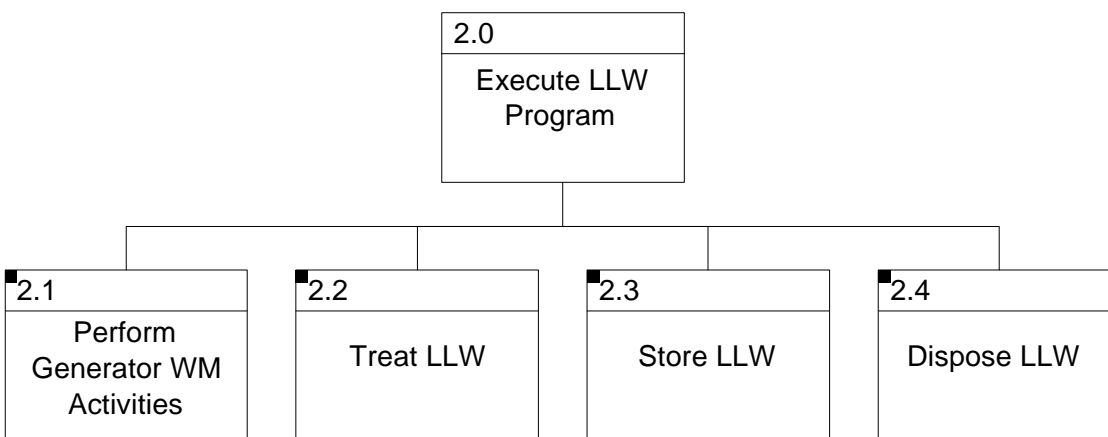 2.0
Execute LLW
Program
2.1
Perform
Generator WM
Activities
2.2
Treat LLW
2.3
Store LLW
2.4
Dispose LLW